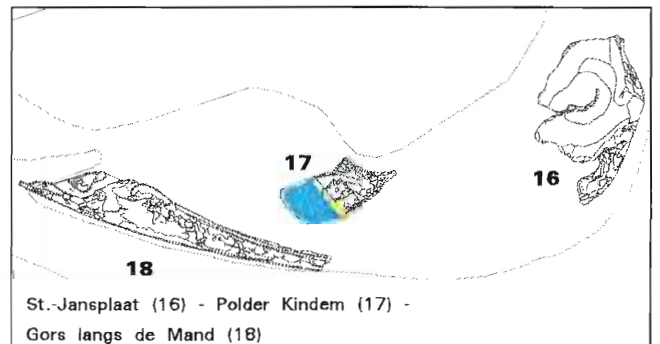 17
16
18
St.-Jansplaat (16) - Polder Kindem (17) -
Gors langs de Mand (18)